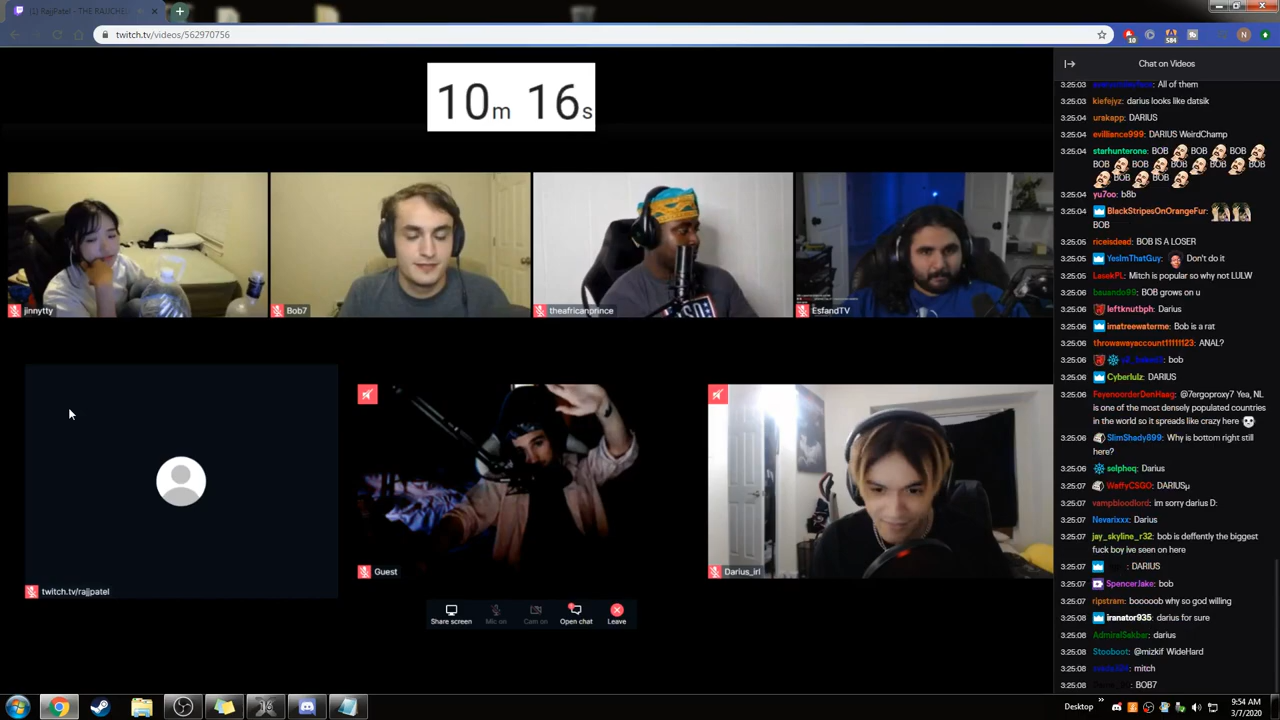 (1) RajjPatel - THE RAJJCHEL
twitch.tv/videos/562970756
10
584
N
10m 16s
jinnytty
Bob7
theafricanprince
EsfandTV
twitch.tv/rajjpatel
Guest
Darius_irl
Share screen
Mic on
Cam on
Open chat
Leave
Chat on Videos
3:25:03 All of them
3:25:03 kiefejyz: darius looks like datsik
3:25:04 urakapp: DARIUS
3:25:04 evilliance999: DARIUS WeirdChamp
3:25:04 starhunterone: BOB BOB BOB
BOB BOB BOB BOB
BOB BOB
3:25:04 yu7oo: b8b
3:25:04 BlackStripesOnOrangeFur:
BOB
3:25:05 riceisdead: BOB IS A LOSER
3:25:05 YesImThatGuy: Don't do it
3:25:05 LasekPL: Mitch is popular so why not LULW
3:25:06 bauando99: BOB grows on u
3:25:06 leftknutbph: Darius
3:25:06 imatreewaterme: Bob is a rat
3:25:06 throwawayaccount11111123: ANAL?
3:25:06 bob
3:25:06 Cyberlulz: DARIUS
3:25:06 FeyenoorderDenHaag: @7ergoproxy7 Yea, NL
is one of the most densely populated countries
in the world so it spreads like crazy here
3:25:06 SlimShady899: Why is bottom right still
here?
3:25:06 solpheq: Darius
3:25:07 WaffyCSGO: DARIUSµ
3:25:07 vampbloodlord: im sorry darius D:
3:25:07 Nevarixxx: Darius
3:25:07 jay_skyline_r32: bob is deffently the biggest
fuck boy ive seen on here
3:25:07 : DARIUS
3:25:07 SpencerJake: bob
3:25:07 ripstram: booooob why so god willing
3:25:08 iranator935: darius for sure
3:25:08 AdmiralSakbar: darius
3:25:08 Stooboot: @mizkif WideHard
3:25:08 mitch
3:25:08 BOB7
Desktop
9:54 AM
3/7/2020